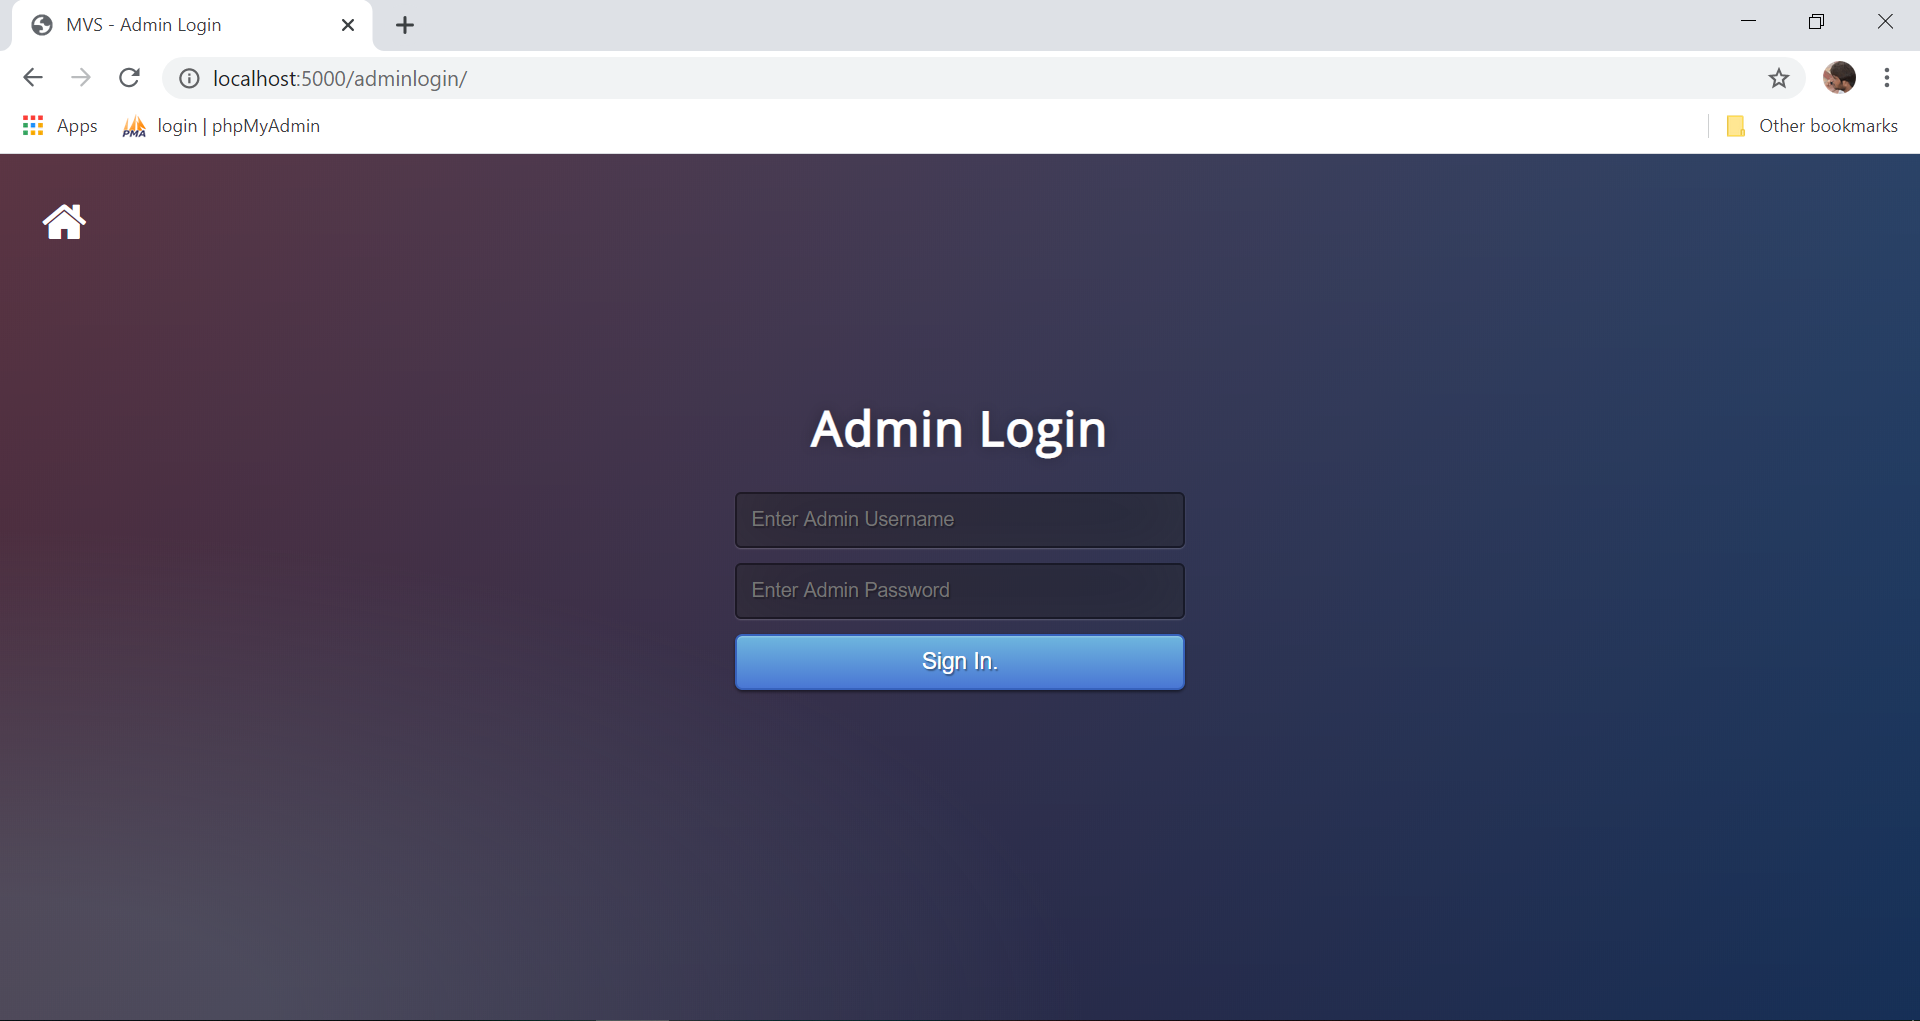 MVS - Admin Login
localhost:5000/adminlogin/
Apps
PMA
login | phpMyAdmin
Other bookmarks
Admin Login
Enter Admin Username
Enter Admin Password
Sign In.